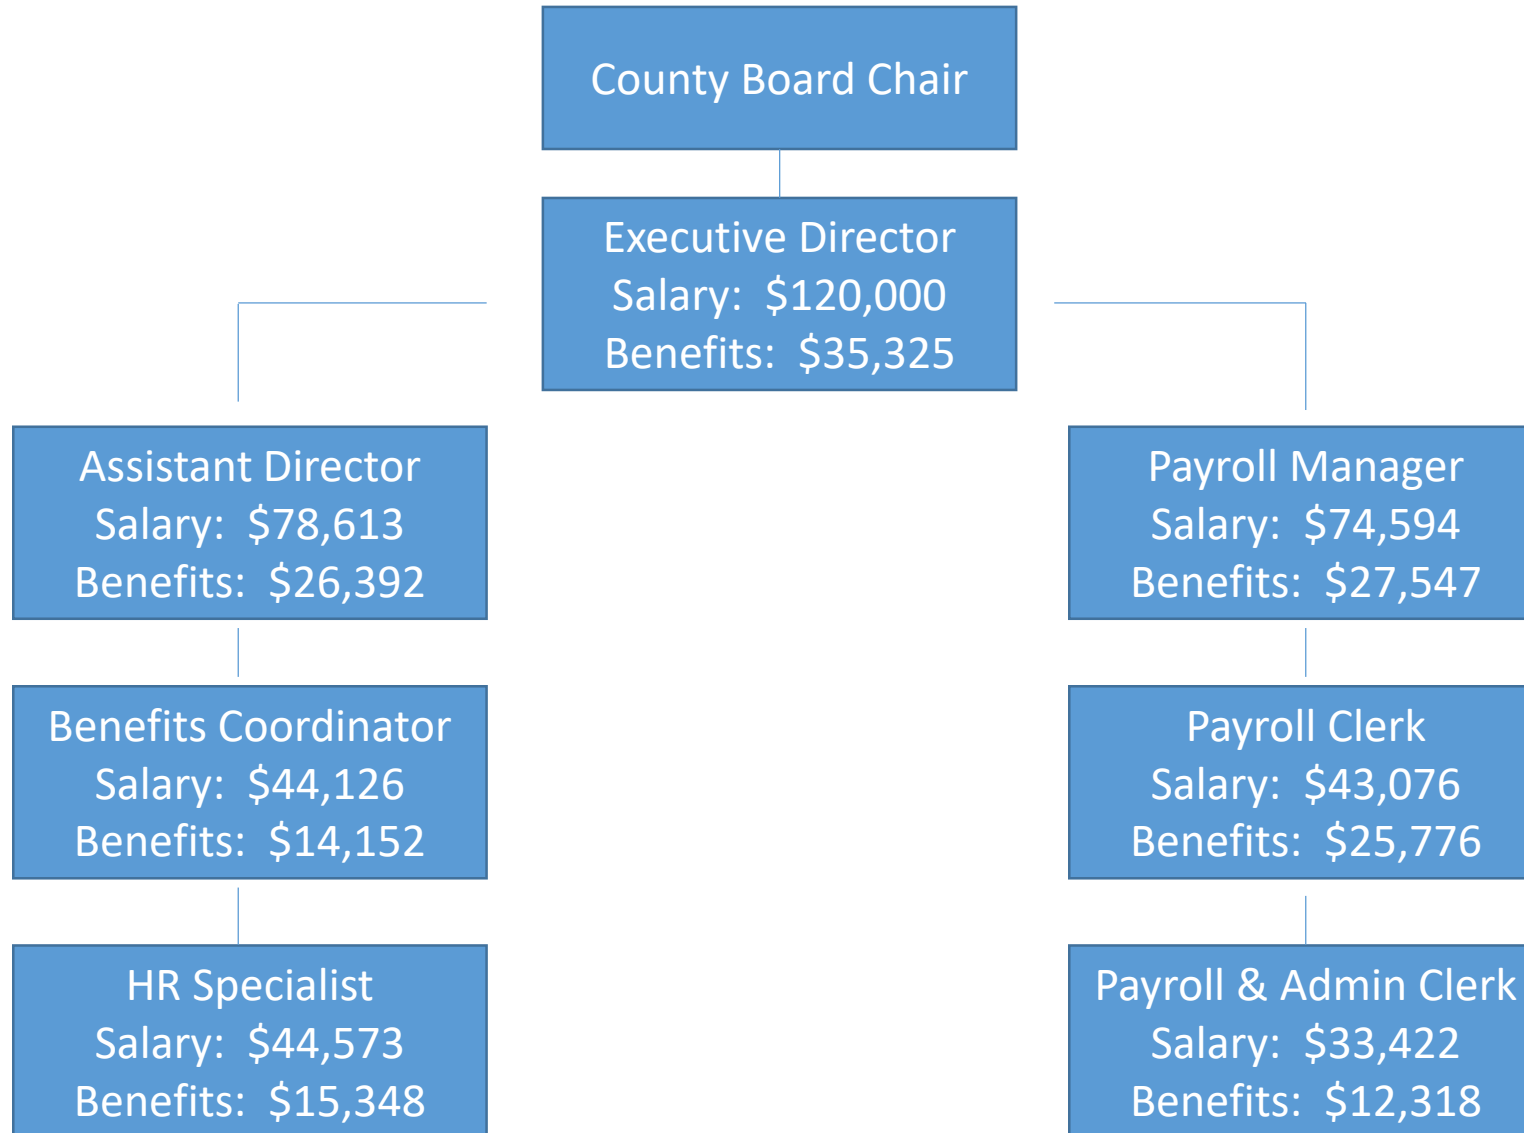 County Board Chair
Executive Director
Salary:  $120,000
Benefits:  $35,325
Assistant Director
Salary:  $78,613
Benefits:  $26,392
Payroll Manager
Salary:  $74,594
Benefits:  $27,547
Benefits Coordinator
Salary:  $44,126
Benefits:  $14,152
Payroll Clerk
Salary:  $43,076
Benefits:  $25,776
HR Specialist
Salary:  $44,573
Benefits:  $15,348
Payroll & Admin Clerk
Salary:  $33,422
Benefits:  $12,318